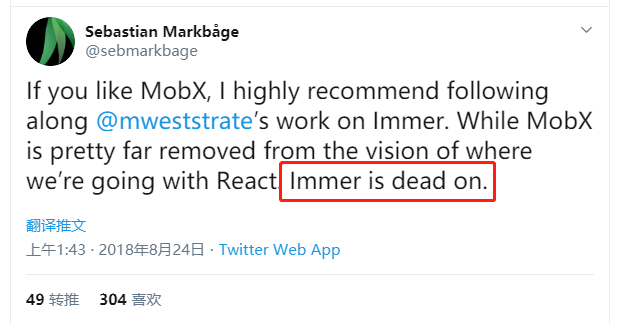 Sebastian Markbåge
@sebmarkbage
If you like MobX, I highly recommend following
along @mweststrate's work on Immer. While MobX
is pretty far removed from the vision of where
we're going with React. Immer is dead on.
翻译推文
上午1:43 · 2018年8月24日 · Twitter Web App
49 转推 304 喜欢